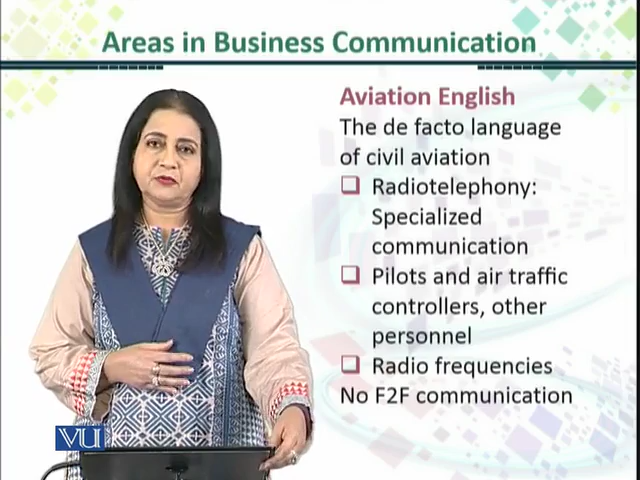 Areas in Business Communication
Aviation English
The de facto language
of civil aviation
Radiotelephony:
Specialized
communication
Pilots and air traffic
controllers, other
personnel
Radio frequencies
No F2F communication
VU